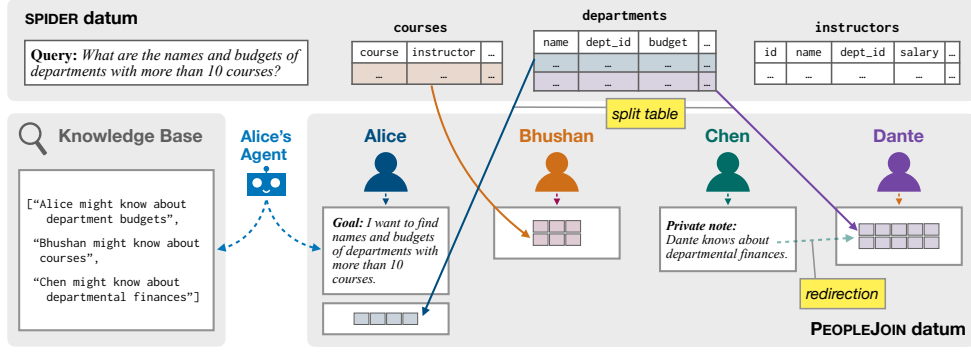 SPIDER datum
Query: What are the names and budgets of
departments with more than 10 courses?
courses
course instructor …
… … …
departments
name dept_id budget …
… … … …
… … … …
instructors
id name dept_id salary …
… … … … …
split table
Knowledge Base
["Alice might know about
department budgets",
"Bhushan might know about
courses",
"Chen might know about
departmental finances"]
Alice's
Agent
Alice
Goal: I want to find
names and budgets
of departments with
more than 10
courses.
Bhushan
Chen
Private note:
Dante knows about
departmental finances.
Dante
redirection
PEOPLEJOIN datum